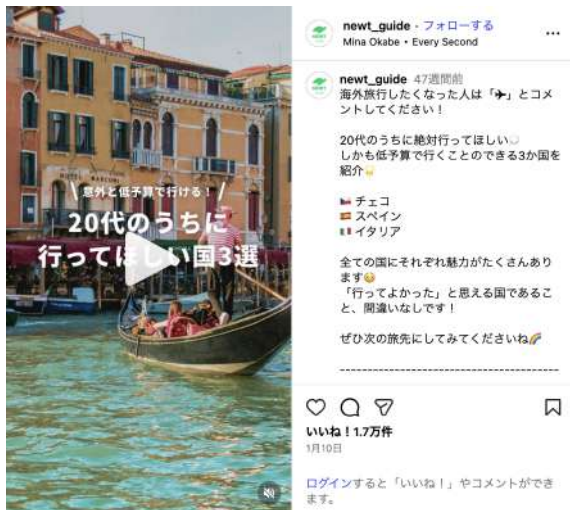 HOTEL MARCONI
意外と低予算で行ける！
20代のうちに
行ってほしい国3選
newt_guide・フォローする
Mina Okabe • Every Second
newt_guide 47週間前
海外旅行したくなった人は「✈」とコメ
ントしてください！
20代のうちに絶対行ってほしい
しかも低予算で行くことのできる3か国を
紹介
🇨🇿 チェコ
🇪🇸 スペイン
🇮🇹 イタリア
全ての国にそれぞれ魅力がたくさんあり
ます
「行ってよかった」と思える国であるこ
と、間違いなしです！
ぜひ次の旅先にしてみてくださいね🌈
----------------------------------------
いいね！1.7万件
1月10日
ログインすると「いいね！」やコメントができ
ます。